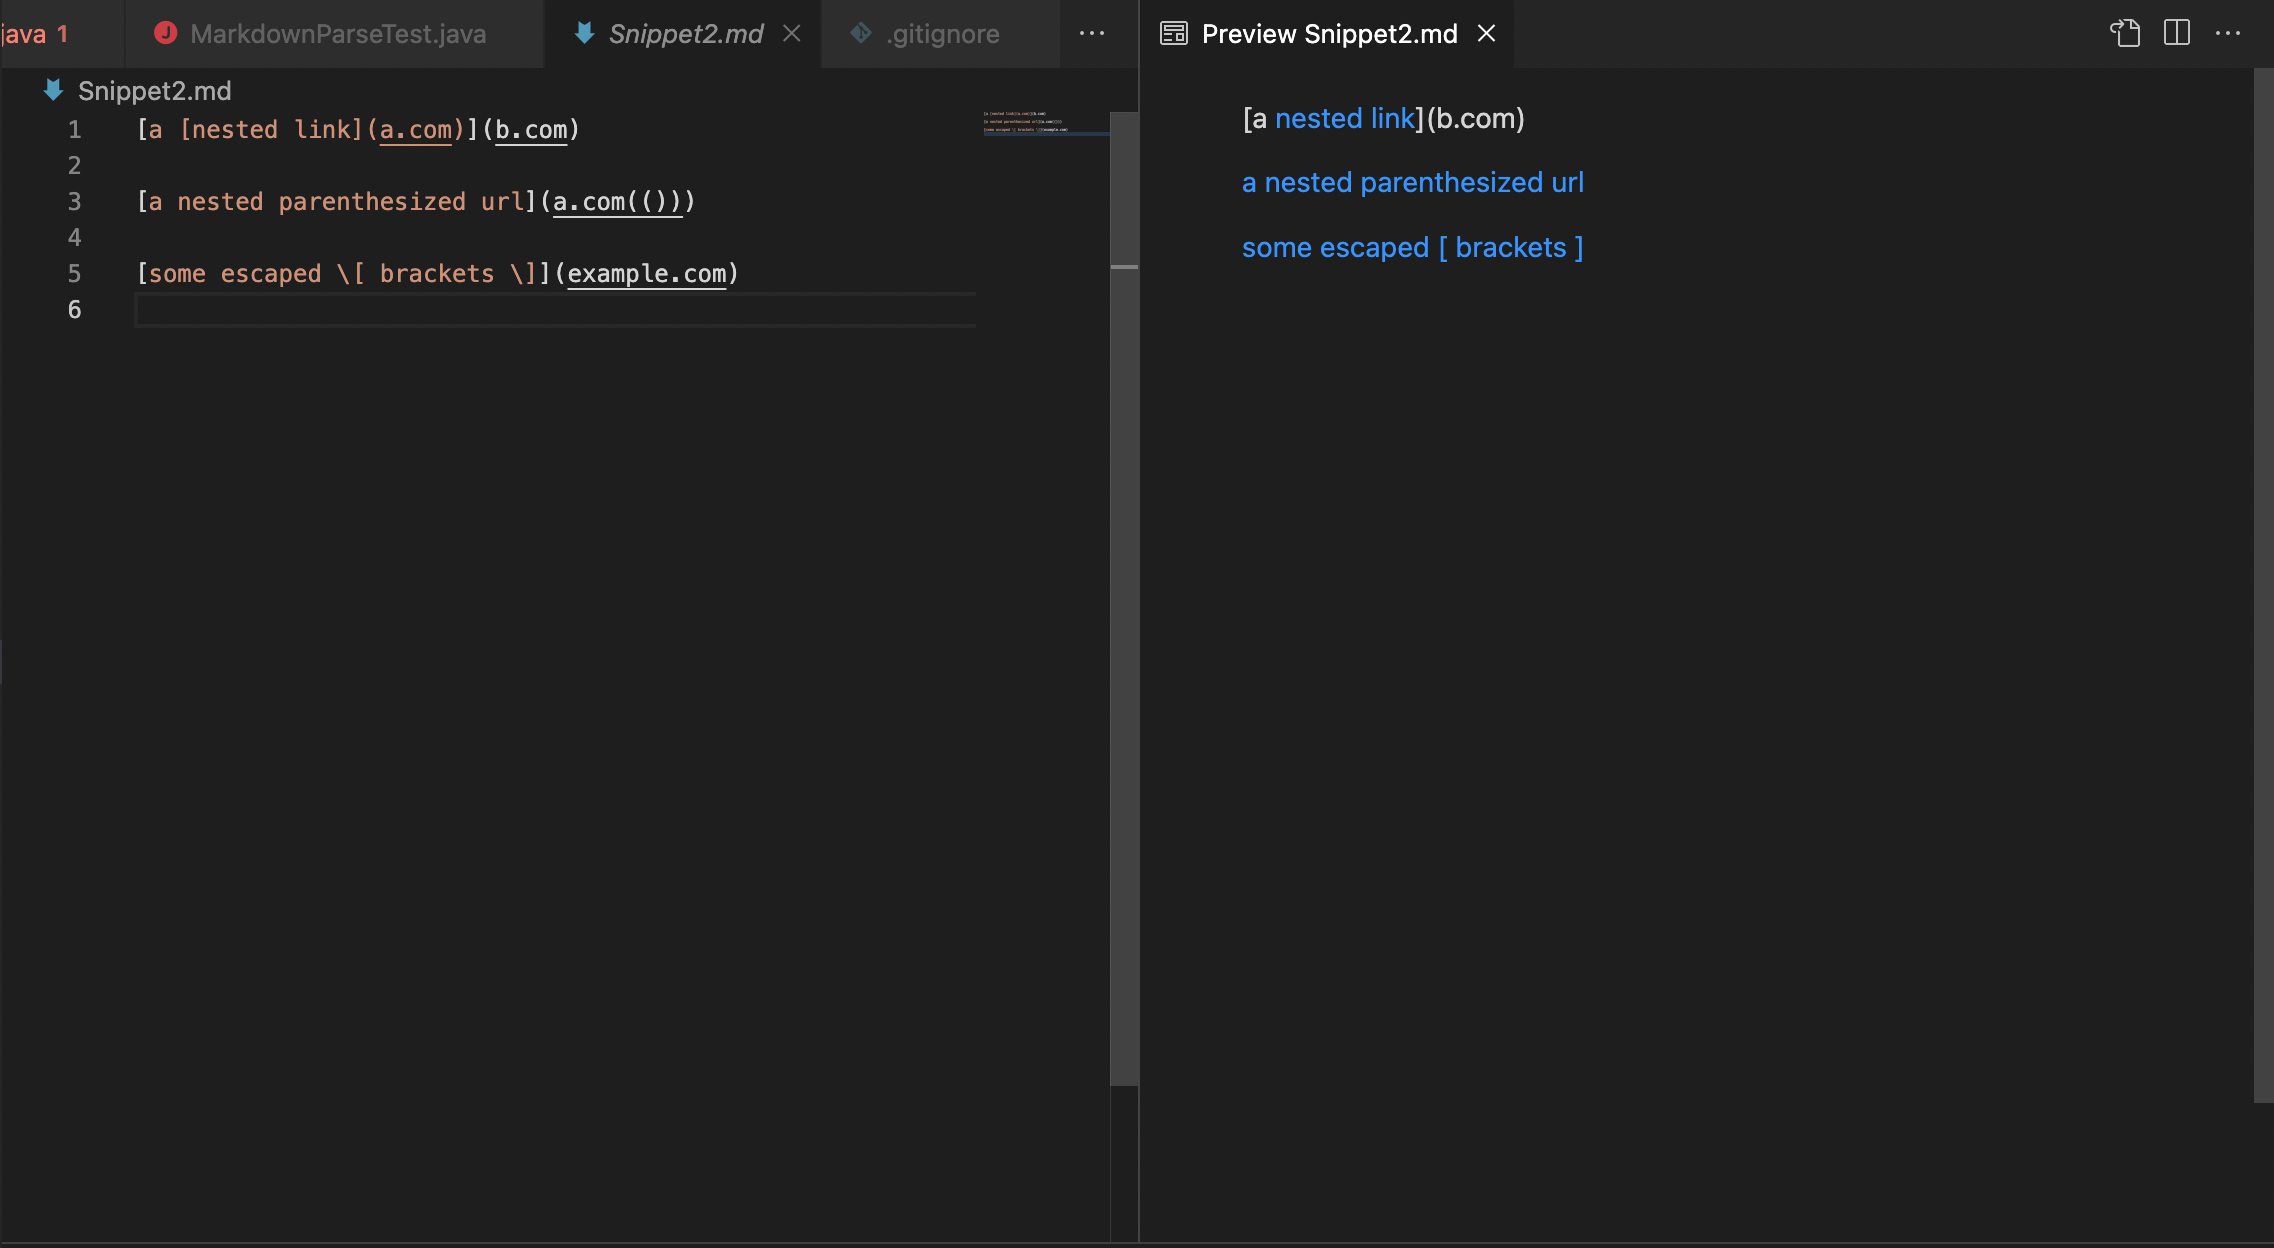 java 1 MarkdownParseTest.java Snippet2.md .gitignore ...
Snippet2.md
1 [a [nested link](a.com)](b.com)
2
3 [a nested parenthesized url](a.com(()))
4
5 [some escaped \[ brackets \]](example.com)
6
Preview Snippet2.md ...
[a nested link](b.com)
a nested parenthesized url
some escaped [ brackets ]